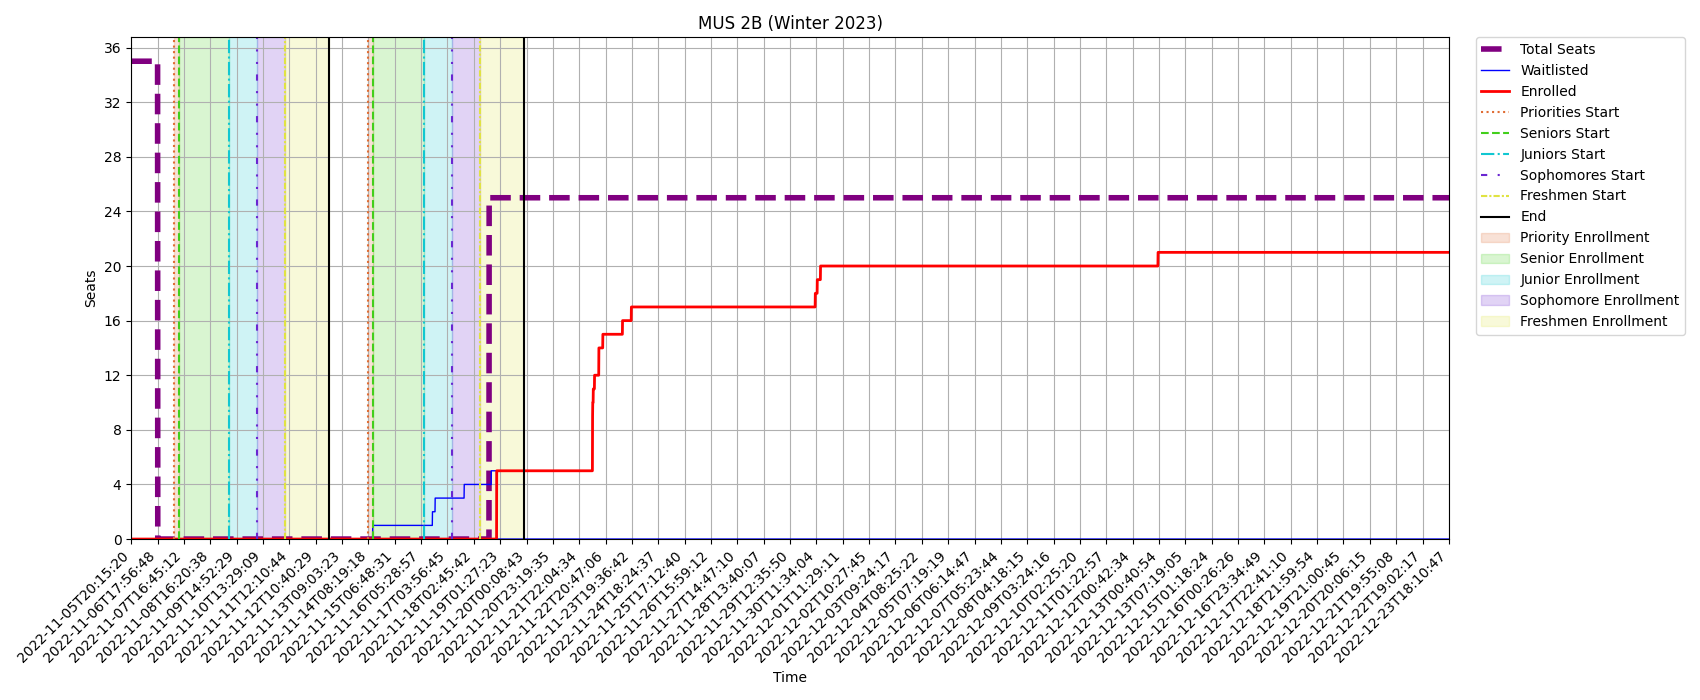 MUS 2B (Winter 2023)
Seats
36
32
28
24
20
16
12
8
4
0
2022-11-05T20:15:20
2022-11-06T17:56:48
2022-11-07T16:45:12
2022-11-08T16:20:38
2022-11-09T14:52:29
2022-11-10T13:29:09
2022-11-11T12:10:44
2022-11-12T10:40:29
2022-11-13T09:03:23
2022-11-14T08:19:18
2022-11-15T06:48:31
2022-11-16T05:28:57
2022-11-17T03:56:45
2022-11-18T02:45:42
2022-11-19T01:27:23
2022-11-20T00:08:43
2022-11-20T23:19:35
2022-11-21T22:04:34
2022-11-22T20:47:06
2022-11-23T19:36:42
2022-11-24T18:24:37
2022-11-25T17:12:40
2022-11-26T15:59:12
2022-11-27T14:47:10
2022-11-28T13:40:07
2022-11-29T12:35:50
2022-11-30T11:34:04
2022-12-01T11:29:11
2022-12-02T10:27:45
2022-12-03T09:24:17
2022-12-04T08:25:22
2022-12-05T07:19:19
2022-12-06T06:14:47
2022-12-07T05:23:44
2022-12-08T04:18:15
2022-12-09T03:24:16
2022-12-10T02:25:20
2022-12-11T01:22:57
2022-12-12T00:42:34
2022-12-13T00:40:54
2022-12-13T07:19:05
2022-12-15T01:18:24
2022-12-16T00:26:26
2022-12-16T23:34:49
2022-12-17T22:41:10
2022-12-18T21:59:54
2022-12-19T21:00:45
2022-12-20T20:06:15
2022-12-21T19:55:08
2022-12-22T19:02:17
2022-12-23T18:10:47
Time
Total Seats
Waitlisted
Enrolled
Priorities Start
Seniors Start
Juniors Start
Sophomores Start
Freshmen Start
End
Priority Enrollment
Senior Enrollment
Junior Enrollment
Sophomore Enrollment
Freshmen Enrollment